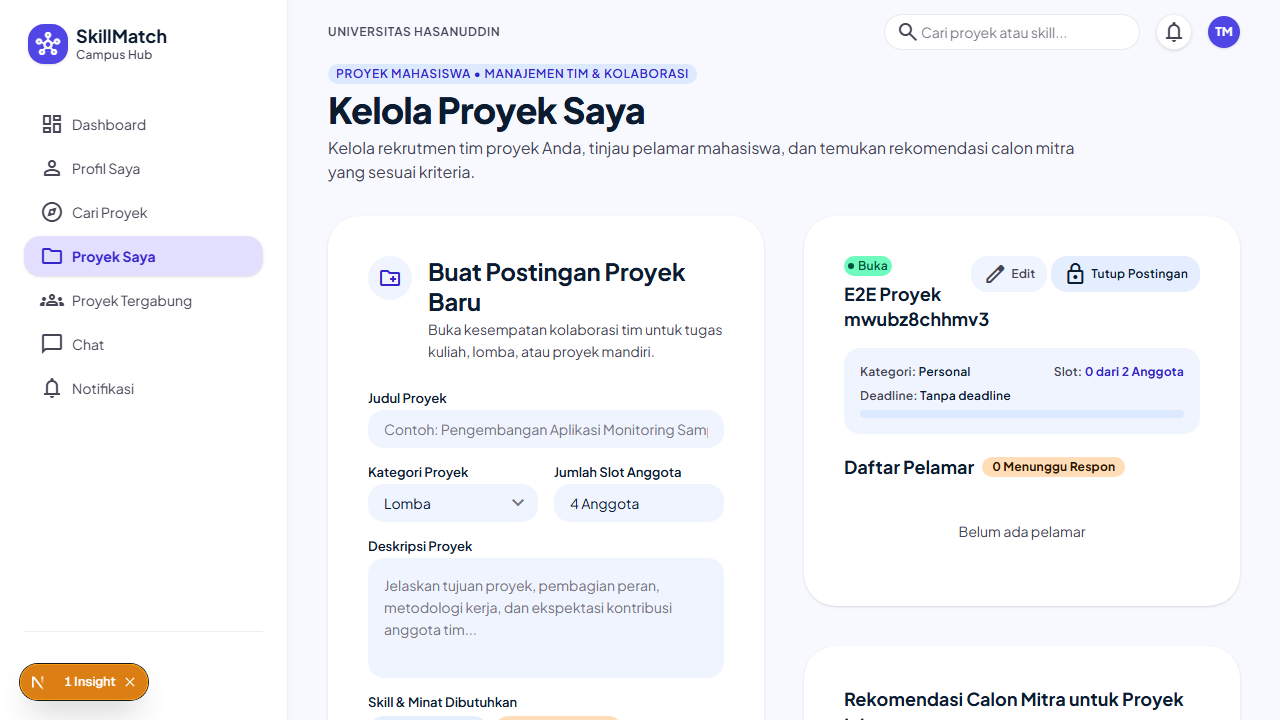 SkillMatch
Campus Hub
Dashboard
Profil Saya
Cari Proyek
Proyek Saya
Proyek Tergabung
Chat
Notifikasi
1 Insight
UNIVERSITAS HASANUDDIN
Cari proyek atau skill...
TM
PROYEK MAHASISWA • MANAJEMEN TIM & KOLABORASI
Kelola Proyek Saya
Kelola rekrutmen tim proyek Anda, tinjau pelamar mahasiswa, dan temukan rekomendasi calon mitra
yang sesuai kriteria.
Buat Postingan Proyek
Baru
Buka kesempatan kolaborasi tim untuk tugas
kuliah, lomba, atau proyek mandiri.
Judul Proyek
Contoh: Pengembangan Aplikasi Monitoring Sam
Kategori Proyek
Jumlah Slot Anggota
Lomba
4 Anggota
Deskripsi Proyek
Jelaskan tujuan proyek, pembagian peran,
metodologi kerja, dan ekspektasi kontribusi
anggota tim...
Skill & Minat Dibutuhkan
Buka
Edit
Tutup Postingan
E2E Proyek
mwubz8chhmv3
Kategori: Personal
Slot: 0 dari 2 Anggota
Deadline: Tanpa deadline
Daftar Pelamar
0 Menunggu Respon
Belum ada pelamar
Rekomendasi Calon Mitra untuk Proyek